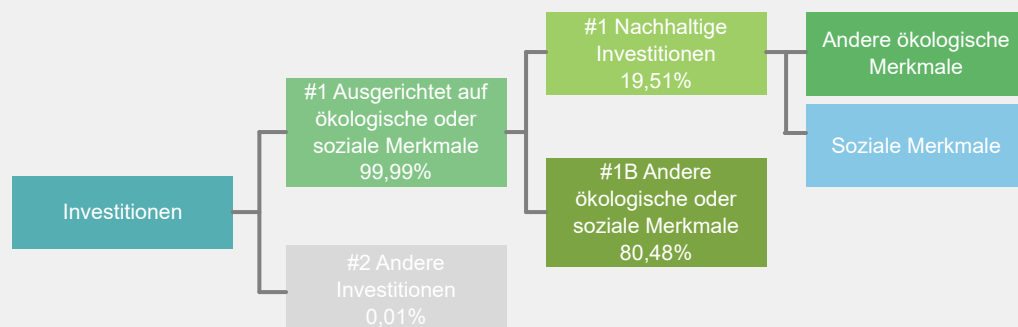 Investitionen
#1 Ausgerichtet auf
ökologische oder
soziale Merkmale
99,99%
#2 Andere
Investitionen
0,01%
#1 Nachhaltige
Investitionen
19,51%
#1B Andere
ökologische oder
soziale Merkmale
80,48%
Andere ökologische
Merkmale
Soziale Merkmale